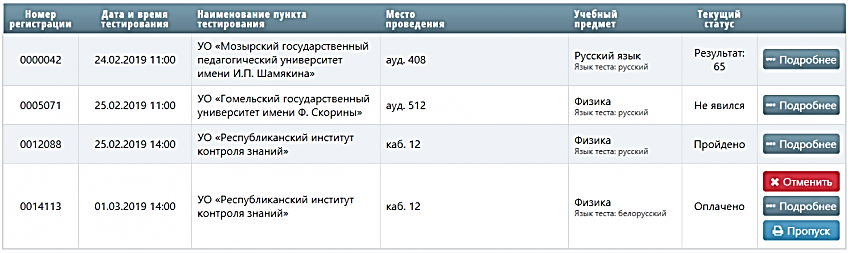 Номер регистрации
Дата и время тестирования
Наименование пункта тестирования
Место проведения
Учебный предмет
Текущий статус
0000042
24.02.2019 11:00
УО «Мозырский государственный
педагогический университет
имени И.П. Шамякина»
ауд. 408
Русский язык
Язык теста: русский
Результат:
65
Подробнее
0005071
25.02.2019 11:00
УО «Гомельский государственный
университет имени Ф. Скорины»
ауд. 512
Физика
Язык теста: русский
Не явился
Подробнее
0012088
25.02.2019 14:00
УО «Республиканский институт
контроля знаний»
каб. 12
Физика
Язык теста: русский
Пройдено
Подробнее
0014113
01.03.2019 14:00
УО «Республиканский институт
контроля знаний»
каб. 12
Физика
Язык теста: белорусский
Оплачено
Отменить
Подробнее
Пропуск